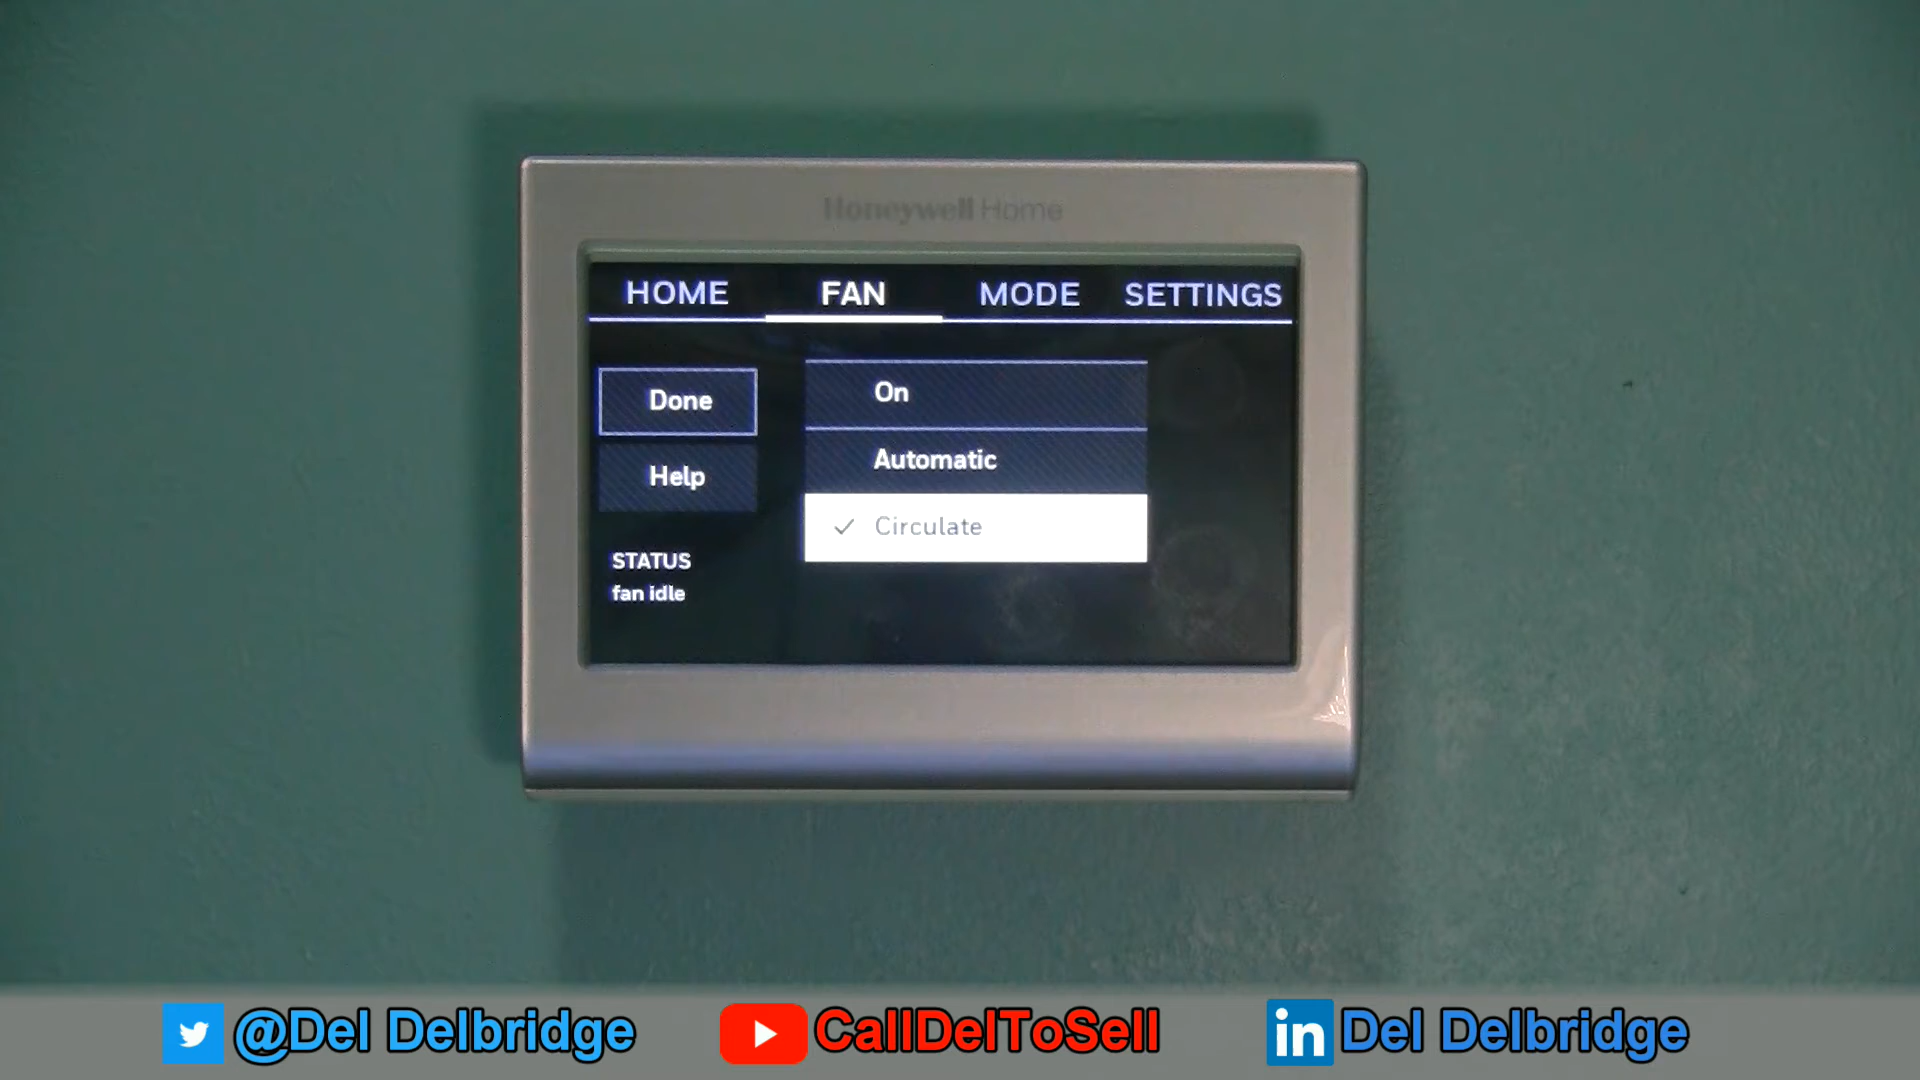 Honeywell Home
HOME FAN MODE SETTINGS
Done
Help
STATUS
fan idle
On
Automatic
Circulate
@Del Delbridge CallDelToSell in Del Delbridge